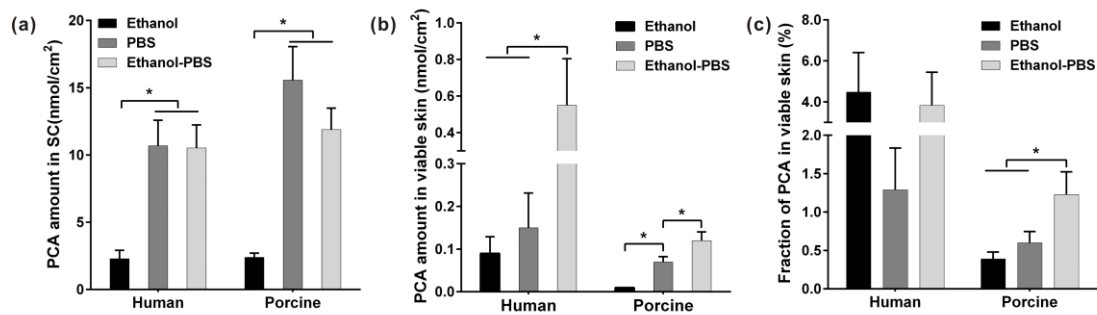 (a)
PCA amount in SC(nmol/cm²)
20
15
10
5
0
Ethanol
PBS
Ethanol-PBS
*
*
Human
Porcine
(b)
PCA amount in viable skin (nmol/cm²)
1.0
0.8
0.6
0.4
0.2
0.2
0.1
0.0
Ethanol
PBS
Ethanol-PBS
*
*
*
Human
Porcine
(c)
Fraction of PCA in viable skin (%)
8.0
6.0
4.0
2.0
1.5
1.0
0.5
0.0
Ethanol
PBS
Ethanol-PBS
*
Human
Porcine